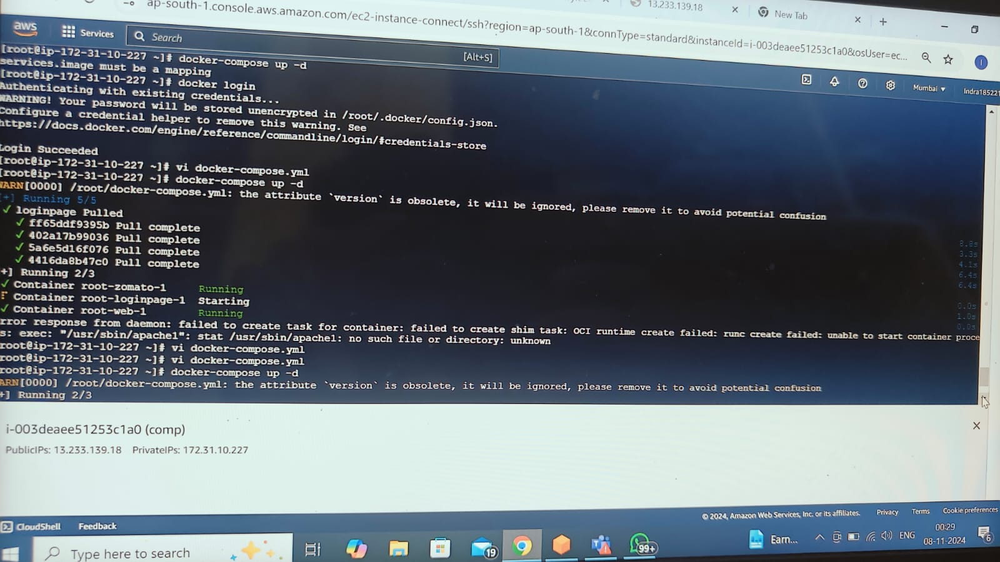 ap-south-1.console.aws.amazon.com/ec2-instance-connect/ssh?region=ap-south-1&connType=standard&instanceId=i-003deaee51253c1a0&osUser=ec...
13.233.139.18
New Tab
aws
Services
Search
[Alt+S]
Mumbai
Indra185221
[root@ip-172-31-10-227 ~]# docker-compose up -d
services.image must be a mapping
[root@ip-172-31-10-227 ~]# docker login
Authenticating with existing credentials...
WARNING! Your password will be stored unencrypted in /root/.docker/config.json.
Configure a credential helper to remove this warning. See
https://docs.docker.com/engine/reference/commandline/login/#credentials-store
Login Succeeded
[root@ip-172-31-10-227 ~]# vi docker-compose.yml
[root@ip-172-31-10-227 ~]# docker-compose up -d
WARN[0000] /root/docker-compose.yml: the attribute `version` is obsolete, it will be ignored, please remove it to avoid potential confusion
[+] Running 5/5
✓ loginpage Pulled 8.8s
✓ ff65ddf9395b Pull complete 3.3s
✓ 402a17b99036 Pull complete 4.1s
✓ 5a6e5d16f076 Pull complete 6.4s
✓ 4416da8b47c0 Pull complete 6.4s
+] Running 2/3
✓ Container root-zomato-1 Running 0.0s
Container root-loginpage-1 Starting 1.0s
✓ Container root-web-1 Running 0.0s
rror response from daemon: failed to create task for container: failed to create shim task: OCI runtime create failed: runc create failed: unable to start container proce
s: exec: "/usr/sbin/apache1": stat /usr/sbin/apache1: no such file or directory: unknown
root@ip-172-31-10-227 ~]# vi docker-compose.yml
root@ip-172-31-10-227 ~]# vi docker-compose.yml
root@ip-172-31-10-227 ~]# docker-compose up -d
ARN[0000] /root/docker-compose.yml: the attribute `version` is obsolete, it will be ignored, please remove it to avoid potential confusion
+] Running 2/3
i-003deaee51253c1a0 (comp)
PublicIPs: 13.233.139.18 PrivateIPs: 172.31.10.227
CloudShell
Feedback
© 2024, Amazon Web Services, Inc. or its affiliates.
Privacy
Terms
Cookie preferences
Type here to search
19
99+
Earn...
ENG
00:29
08-11-2024
6